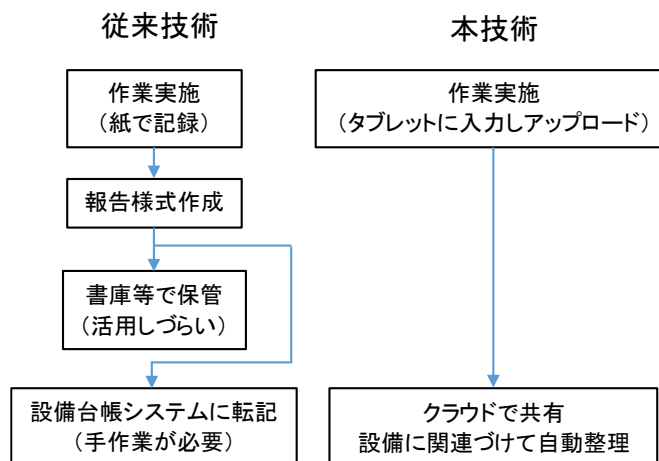 従来技術
作業実施
(紙で記録)
報告様式作成
書庫等で保管
(活用しづらい)
設備台帳システムに転記
(手作業が必要)
本技術
作業実施
(タブレットに入力しアップロード)
クラウドで共有
設備に関連づけて自動整理